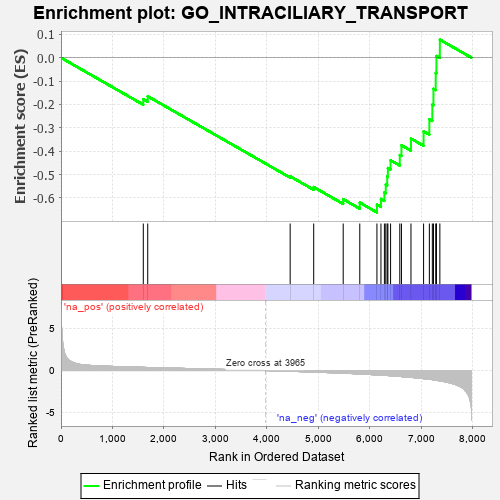 Enrichment plot: GO_INTRACILIARY_TRANSPORT
Enrichment score (ES)
0.1
0.0
-0.1
-0.2
-0.3
-0.4
-0.5
-0.6
'na_pos' (positively correlated)
Ranked list metric (PreRanked)
5
0
-5
Zero cross at 3965
'na_neg' (negatively correlated)
0 1,000 2,000 3,000 4,000 5,000 6,000 7,000 8,000
Rank in Ordered Dataset
Enrichment profile Hits Ranking metric scores